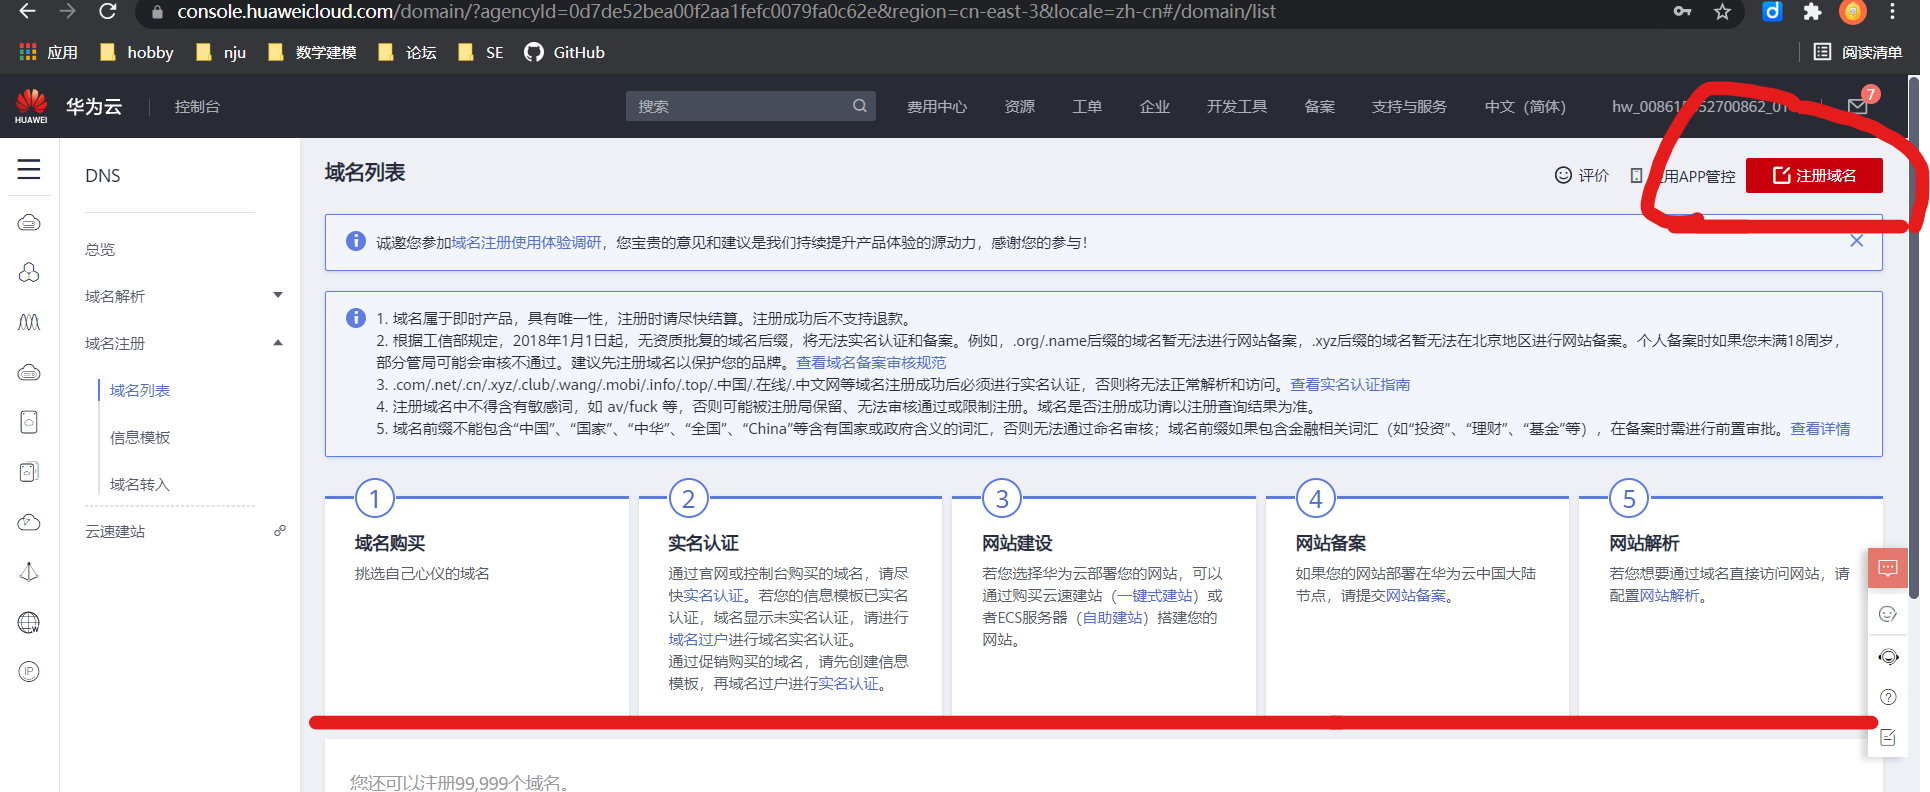 console.huaweicloud.com/domain/?agencyId=0d7de52bea00f2aa1fefc0079fa0c62e&region=cn-east-3&locale=zh-cn#/domain/list
应用 hobby nju 数学建模 论坛 SE GitHub 阅读清单
HUAWEI 华为云 控制台 搜索 费用中心 资源 工单 企业 开发工具 备案 支持与服务 中文（简体） 7
DNS
总览
域名解析
域名注册
域名列表
信息模板
域名转入
云速建站
域名列表
评价 用APP管控 注册域名
诚邀您参加域名注册使用体验调研，您宝贵的意见和建议是我们持续提升产品体验的源动力，感谢您的参与！
1. 域名属于即时产品，具有唯一性，注册时请尽快结算。注册成功后不支持退款。
2. 根据工信部规定，2018年1月1日起，无资质批复的域名后缀，将无法实名认证和备案。例如，.org/.name后缀的域名暂无法进行网站备案，.xyz后缀的域名暂无法在北京地区进行网站备案。个人备案时如果您未满18周岁，
部分管局可能会审核不通过。建议先注册域名以保护您的品牌。查看域名备案审核规范
3. .com/.net/.cn/.xyz/.club/.wang/.mobi/.info/.top/.中国/.在线/.中文网等域名注册成功后必须进行实名认证，否则将无法正常解析和访问。查看实名认证指南
4. 注册域名中不得含有敏感词，如 av/fuck 等，否则可能被注册局保留、无法审核通过或限制注册。域名是否注册成功请以注册查询结果为准。
5. 域名前缀不能包含“中国”、“国家”、“中华”、“全国”、“China”等含有国家或政府含义的词汇，否则无法通过命名审核；域名前缀如果包含金融相关词汇（如“投资”、“理财”、“基金”等），在备案时需进行前置审批。查看详情
1
域名购买
挑选自己心仪的域名
2
实名认证
通过官网或控制台购买的域名，请尽
快实名认证。若您的信息模板已实名
认证，域名显示未实名认证，请进行
域名过户进行域名实名认证。
通过促销购买的域名，请先创建信息
模板，再域名过户进行实名认证。
3
网站建设
若您选择华为云部署您的网站，可以
通过购买云速建站（一键式建站）或
者ECS服务器（自助建站）搭建您的
网站。
4
网站备案
如果您的网站部署在华为云中国大陆
节点，请提交网站备案。
5
网站解析
若您想要通过域名直接访问网站，请
配置网站解析。
您还可以注册99,999个域名。